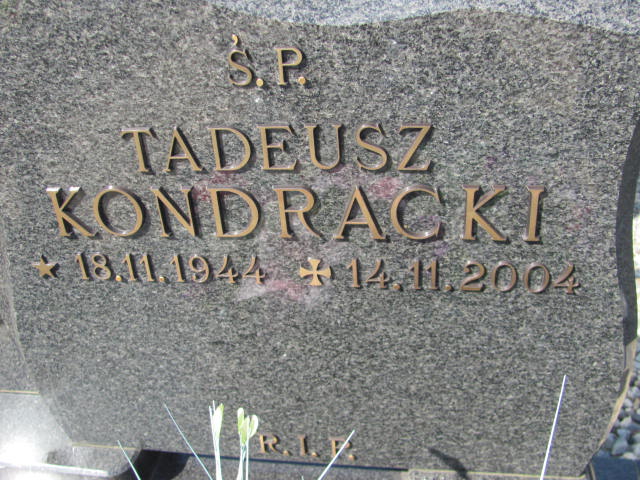 Ś.P.
TADEUSZ
KONDRACKI
* 18.11.1944 ✠ 14.11.2004
R.I.P.